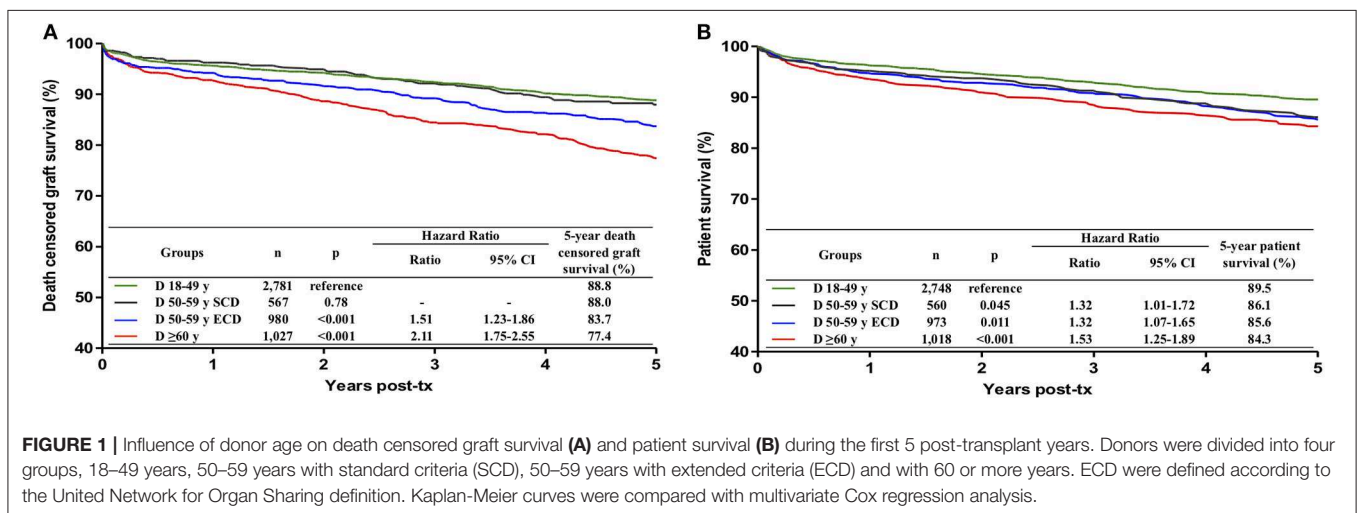 A
100
90
80
70
60
50
40
Death censored graft survival (%)
Groups n p Hazard Ratio 5-year death censored graft survival (%)
Ratio 95% CI
D 18-49 y 2,781 reference 88.8
D 50-59 y SCD 567 0.78 - - 88.0
D 50-59 y ECD 980 <0.001 1.51 1.23-1.86 83.7
D ≥60 y 1,027 <0.001 2.11 1.75-2.55 77.4
0 1 2 3 4 5
Years post-tx
B
100
90
80
70
60
50
40
Patient survival (%)
Groups n p Hazard Ratio 5-year patient survival (%)
Ratio 95% CI
D 18-49 y 2,748 reference 89.5
D 50-59 y SCD 560 0.045 1.32 1.01-1.72 86.1
D 50-59 y ECD 973 0.011 1.32 1.07-1.65 85.6
D ≥60 y 1,018 <0.001 1.53 1.25-1.89 84.3
0 1 2 3 4 5
Years post-tx
FIGURE 1 | Influence of donor age on death censored graft survival (A) and patient survival (B) during the first 5 post-transplant years. Donors were divided into four
groups, 18–49 years, 50–59 years with standard criteria (SCD), 50–59 years with extended criteria (ECD) and with 60 or more years. ECD were defined according to
the United Network for Organ Sharing definition. Kaplan-Meier curves were compared with multivariate Cox regression analysis.